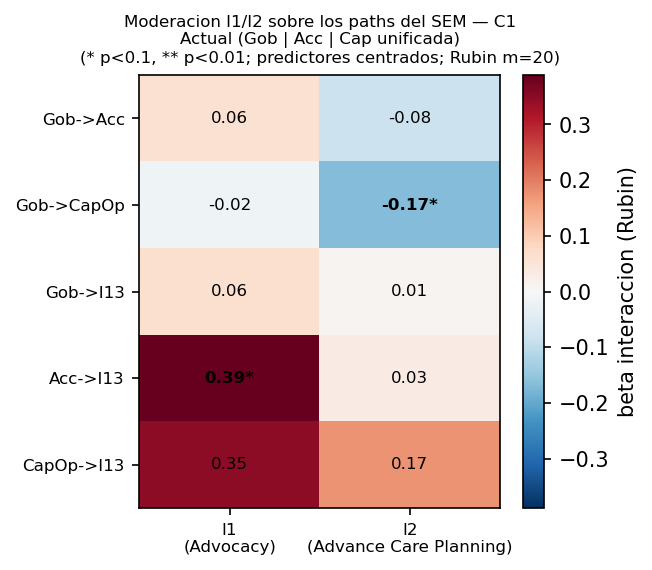 Moderacion I1/I2 sobre los paths del SEM — C1
Actual (Gob | Acc | Cap unificada)
(* p<0.1, ** p<0.01; predictores centrados; Rubin m=20)
Gob->Acc 0.06 -0.08
Gob->CapOp -0.02 -0.17*
Gob->I13 0.06 0.01
Acc->I13 0.39* 0.03
CapOp->I13 0.35 0.17
I1 I2
(Advocacy) (Advance Care Planning)
0.3
0.2
0.1
0.0
−0.1
−0.2
−0.3
beta interaccion (Rubin)